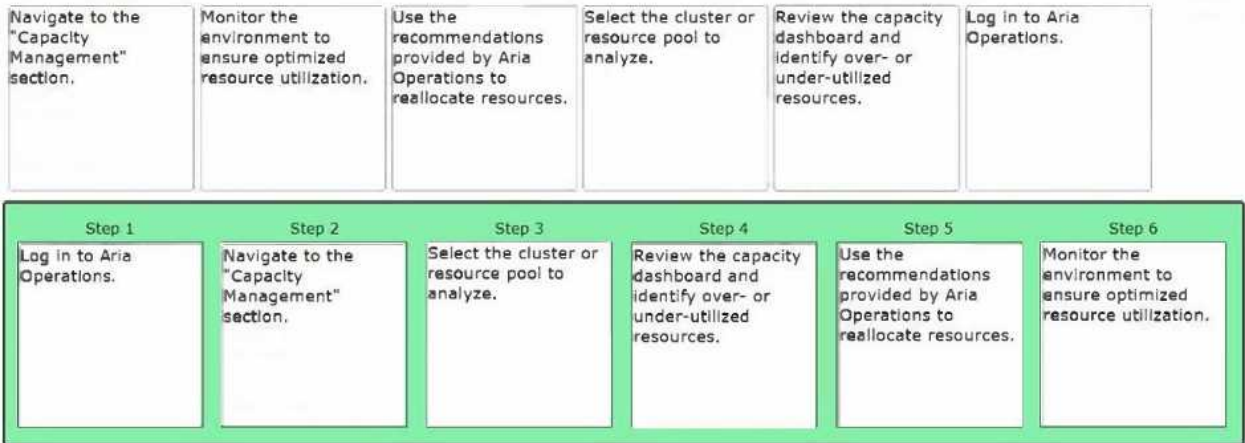 Navigate to the
"Capacity
Management"
section.
Monitor the
environment to
ensure optimized
resource utilization.
Use the
recommendations
provided by Aria
Operations to
reallocate resources.
Select the cluster or
resource pool to
analyze.
Review the capacity
dashboard and
identify over- or
under-utilized
resources.
Log in to Aria
Operations.
Step 1
Log in to Aria
Operations.
Step 2
Navigate to the
"Capacity
Management"
section.
Step 3
Select the cluster or
resource pool to
analyze.
Step 4
Review the capacity
dashboard and
identify over- or
under-utilized
resources.
Step 5
Use the
recommendations
provided by Aria
Operations to
reallocate resources.
Step 6
Monitor the
environment to
ensure optimized
resource utilization.